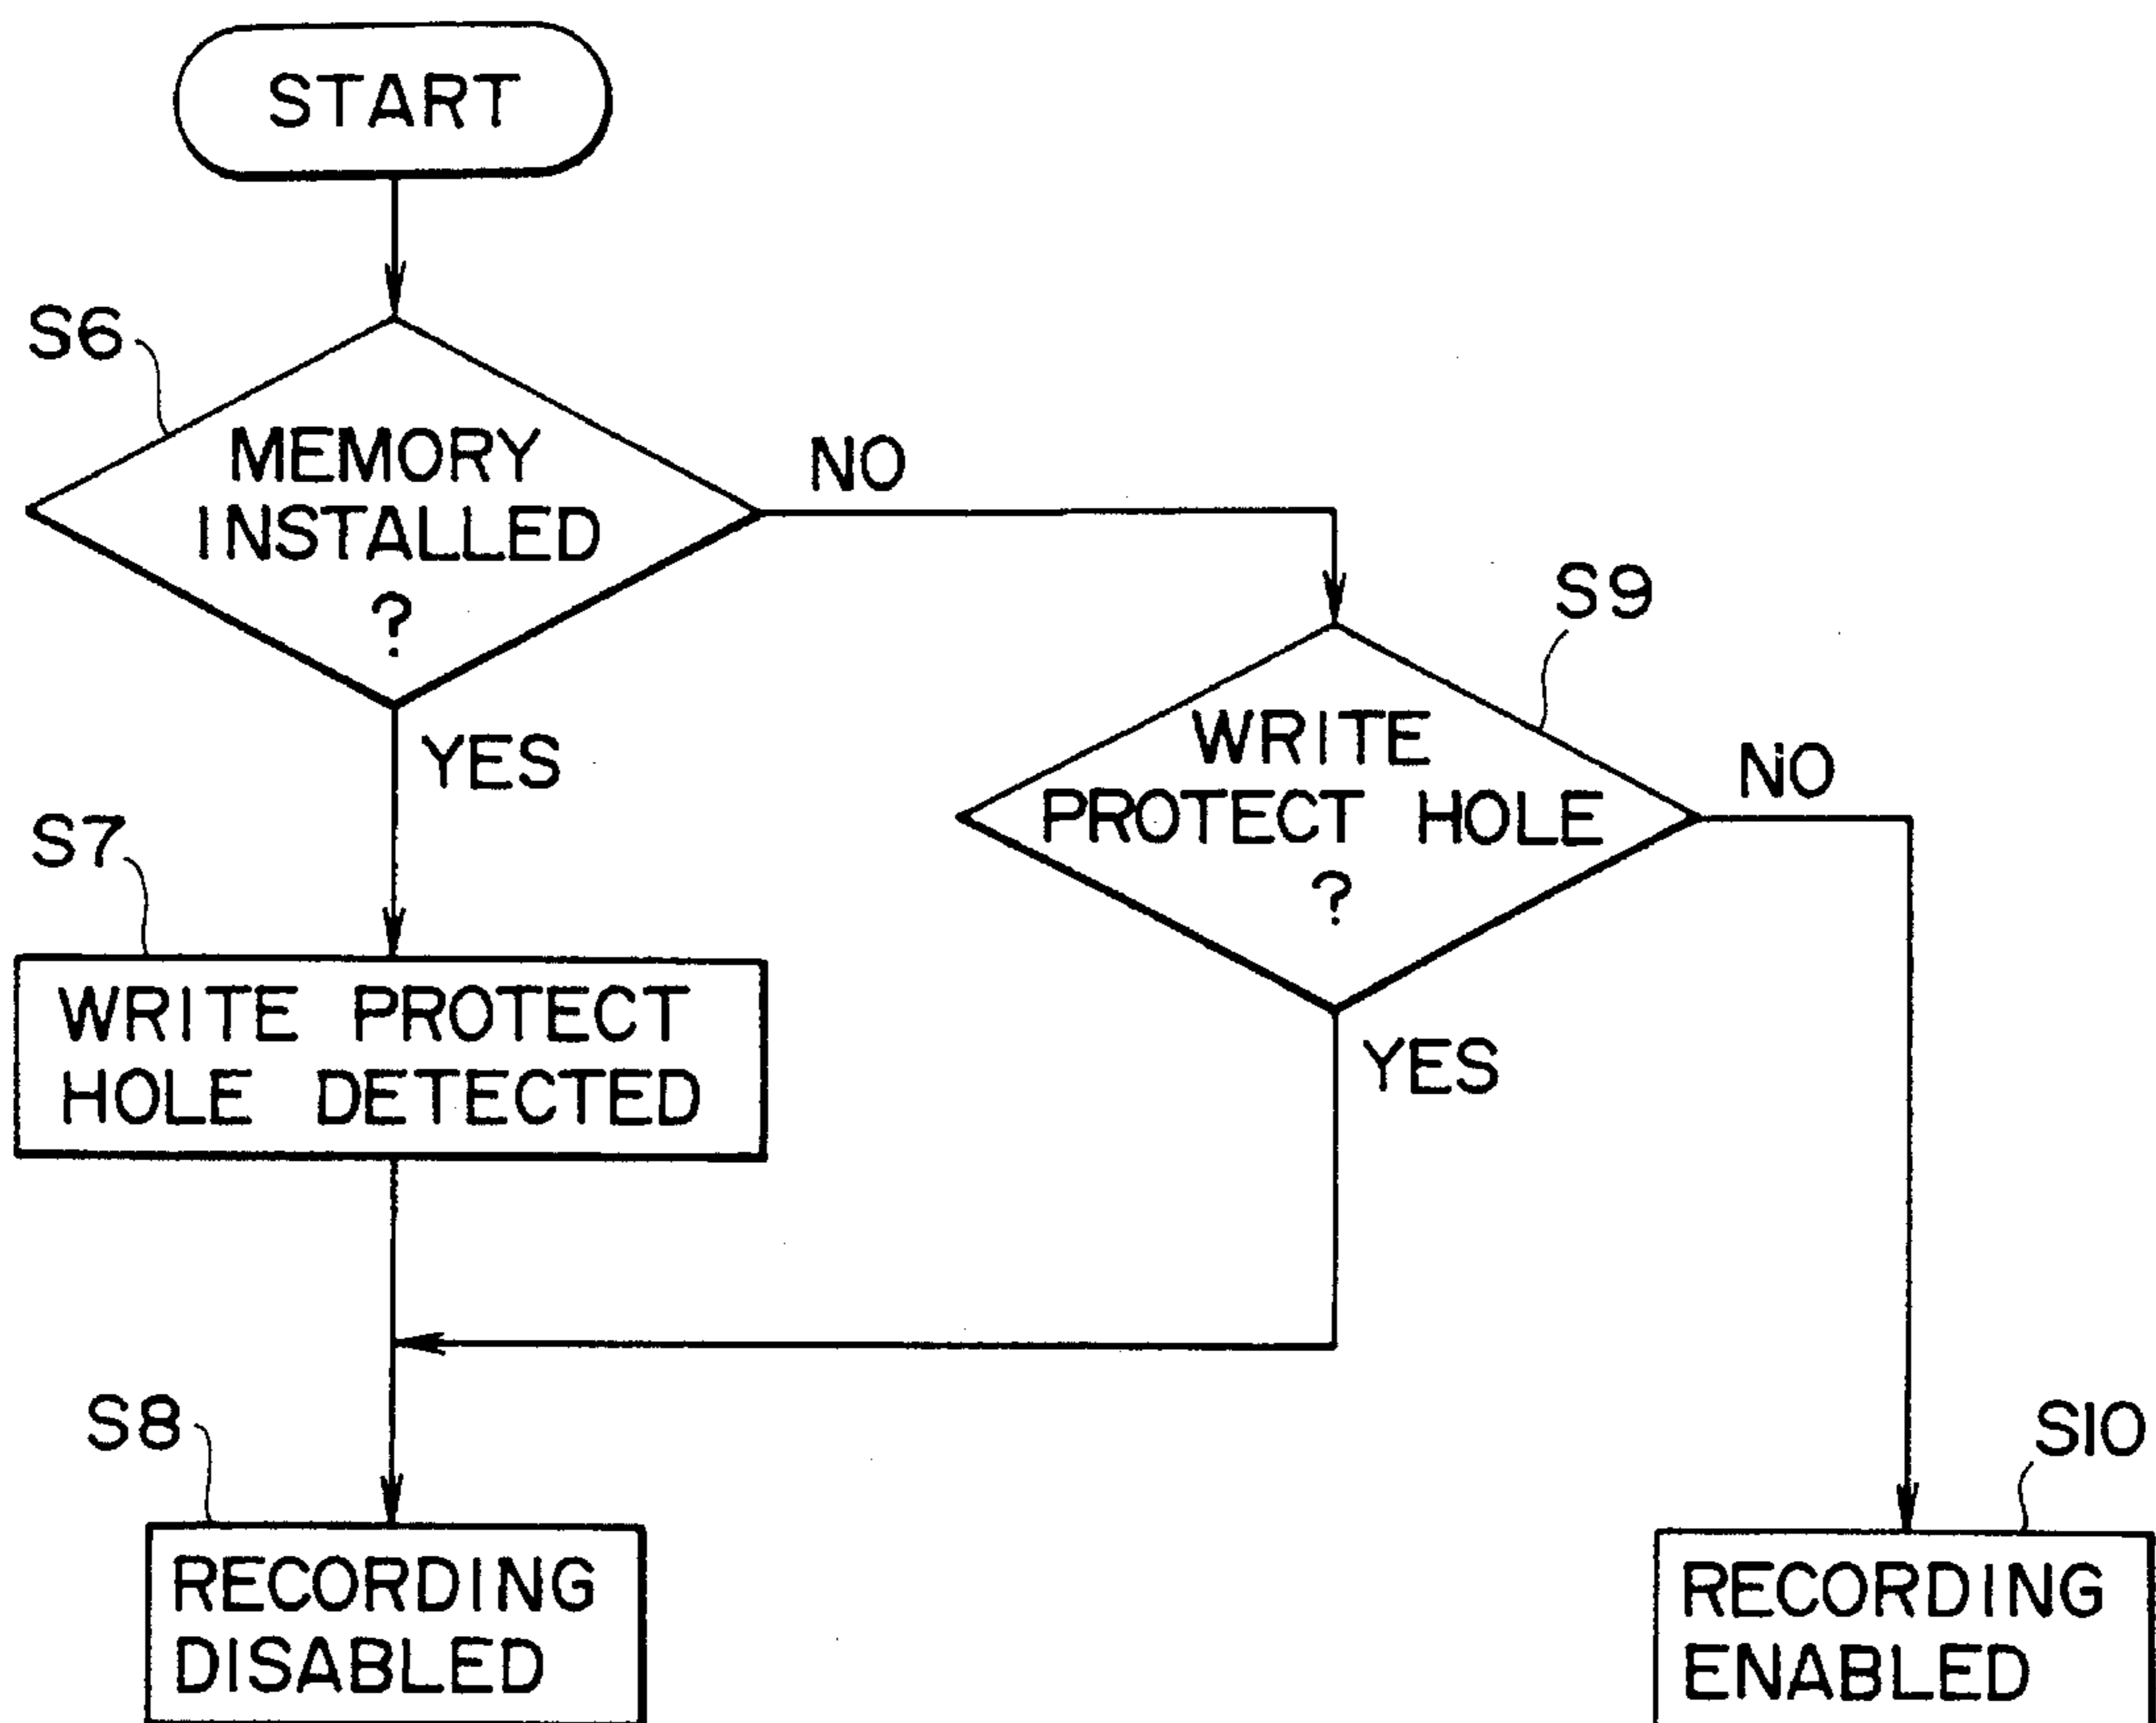 START
S6
MEMORY
INSTALLED
?
NO
YES
S9
WRITE
PROTECT HOLE
?
NO
YES
S7
WRITE PROTECT
HOLE DETECTED
S8
RECORDING
DISABLED
S10
RECORDING
ENABLED